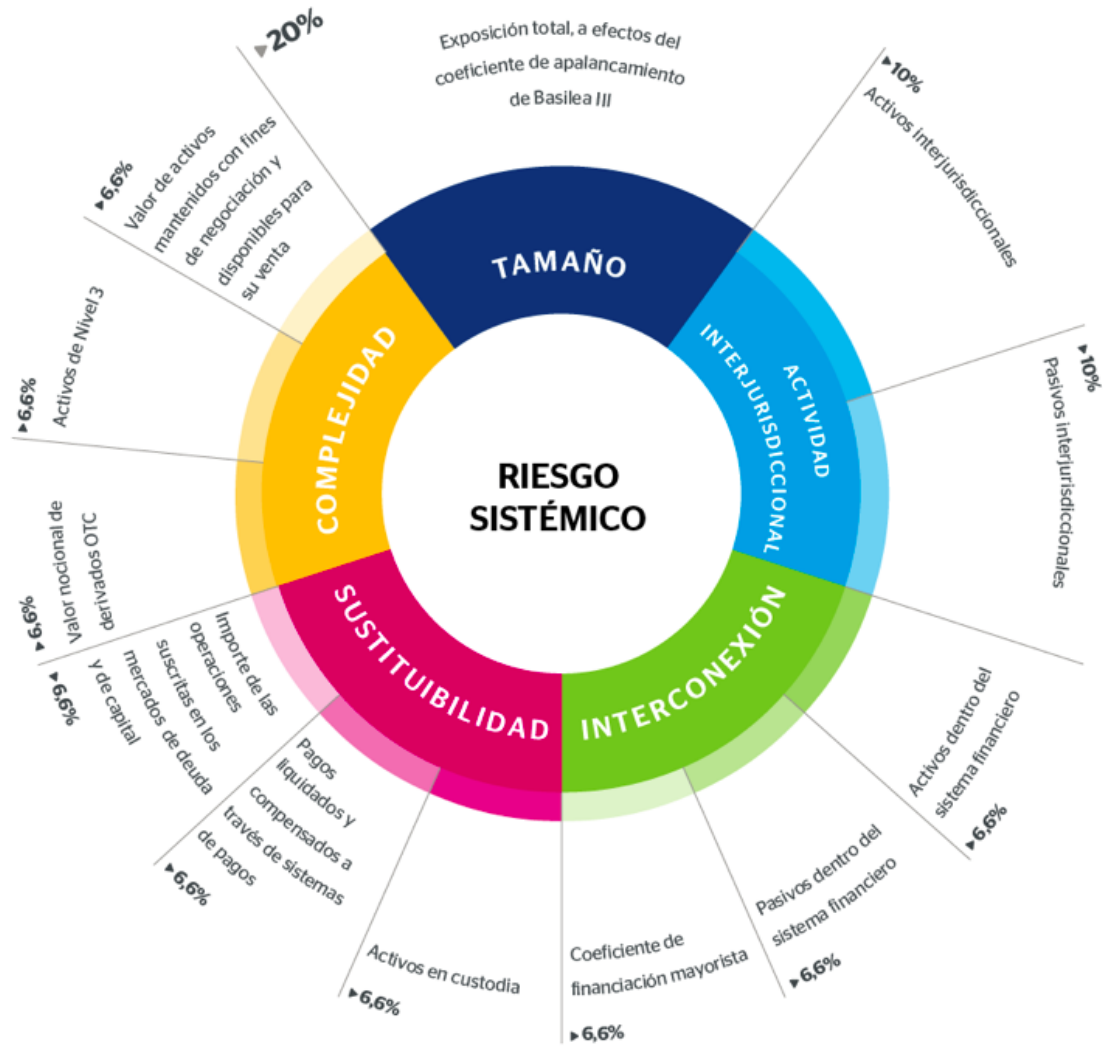 RIESGO
SISTÉMICO
TAMAÑO
▸20%
Exposición total, a efectos del
coeficiente de apalancamiento
de Basilea III
ACTIVIDAD
INTERJURISDICCIONAL
▸10%
Activos interjurisdiccionales
▸10%
Pasivos interjurisdiccionales
INTERCONEXIÓN
Activos dentro del
sistema financiero
▸6,6%
Pasivos dentro del
sistema financiero
▸6,6%
Coeficiente de
financiación mayorista
▸6,6%
SUSTITUIBILIDAD
Activos en custodia
▸6,6%
Pagos
liquidados y
compensados a
través de sistemas
de pagos
▸6,6%
Importe de las
operaciones
suscritas en los
mercados de deuda
y de capital
▸6,6%
COMPLEJIDAD
▸6,6%
Valor nocional de
derivados OTC
▸6,6%
Activos de Nivel 3
▸6,6%
Valor de activos
mantenidos con fines
de negociación y
disponibles para
su venta